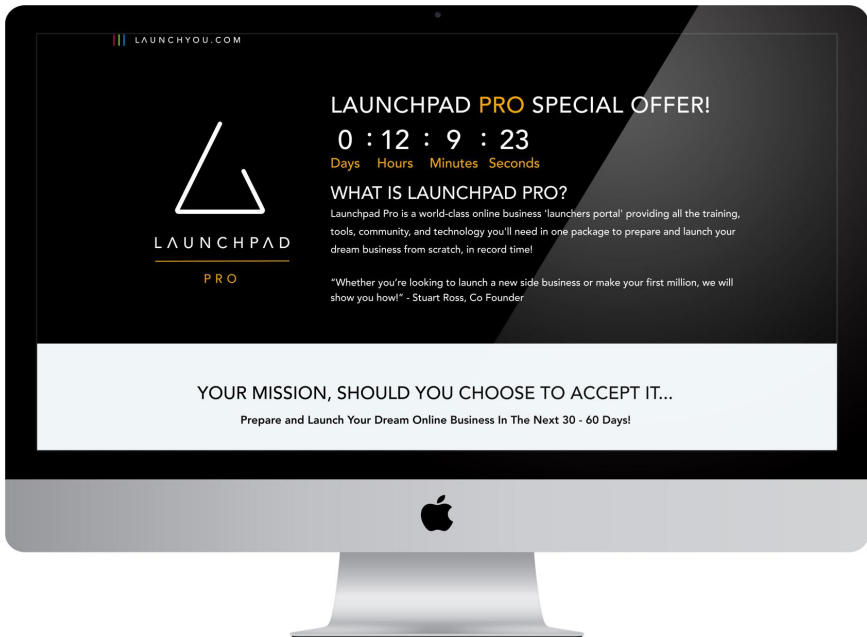 LAUNCHYOU.COM
LAUNCHPAD PRO SPECIAL OFFER!
0 : 12 : 9 : 23
Days Hours Minutes Seconds
WHAT IS LAUNCHPAD PRO?
Launchpad Pro is a world-class online business 'launchers portal' providing all the training,
tools, community, and technology you'll need in one package to prepare and launch your
dream business from scratch, in record time!
“Whether you’re looking to launch a new side business or make your first million, we will
show you how!” - Stuart Ross, Co Founder
LAUNCHPAD
PRO
YOUR MISSION, SHOULD YOU CHOOSE TO ACCEPT IT...
Prepare and Launch Your Dream Online Business In The Next 30 - 60 Days!